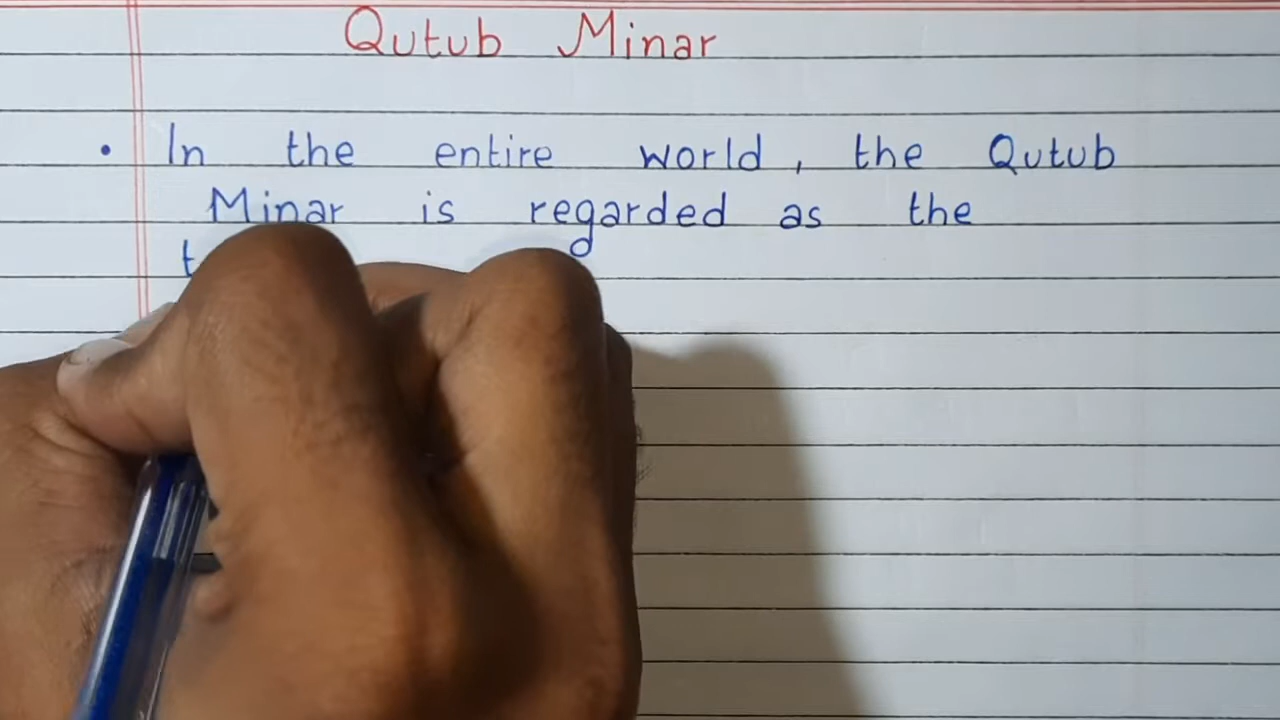 Qutub Minar
• In the entire world, the Qutub
Minar is regarded as the
t